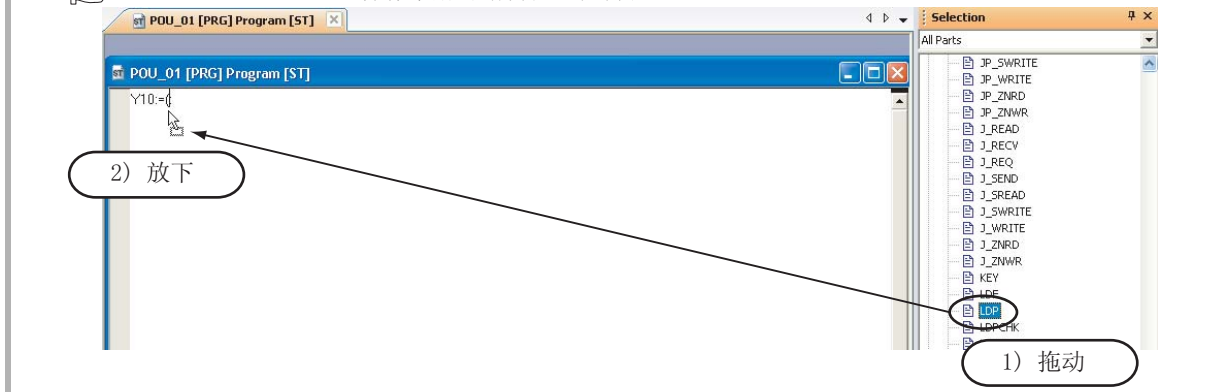 POU_01 [PRG] Program [ST]
Selection
All Parts
POU_01 [PRG] Program [ST]
Y10:=(
2) 放下
JP_SWRITE
JP_WRITE
JP_ZNRD
JP_ZNWR
J_READ
J_RECV
J_REQ
J_SEND
J_SREAD
J_SWRITE
J_WRITE
J_ZNRD
J_ZNWR
KEY
LDF
LDP
LDPCHK
1) 拖动